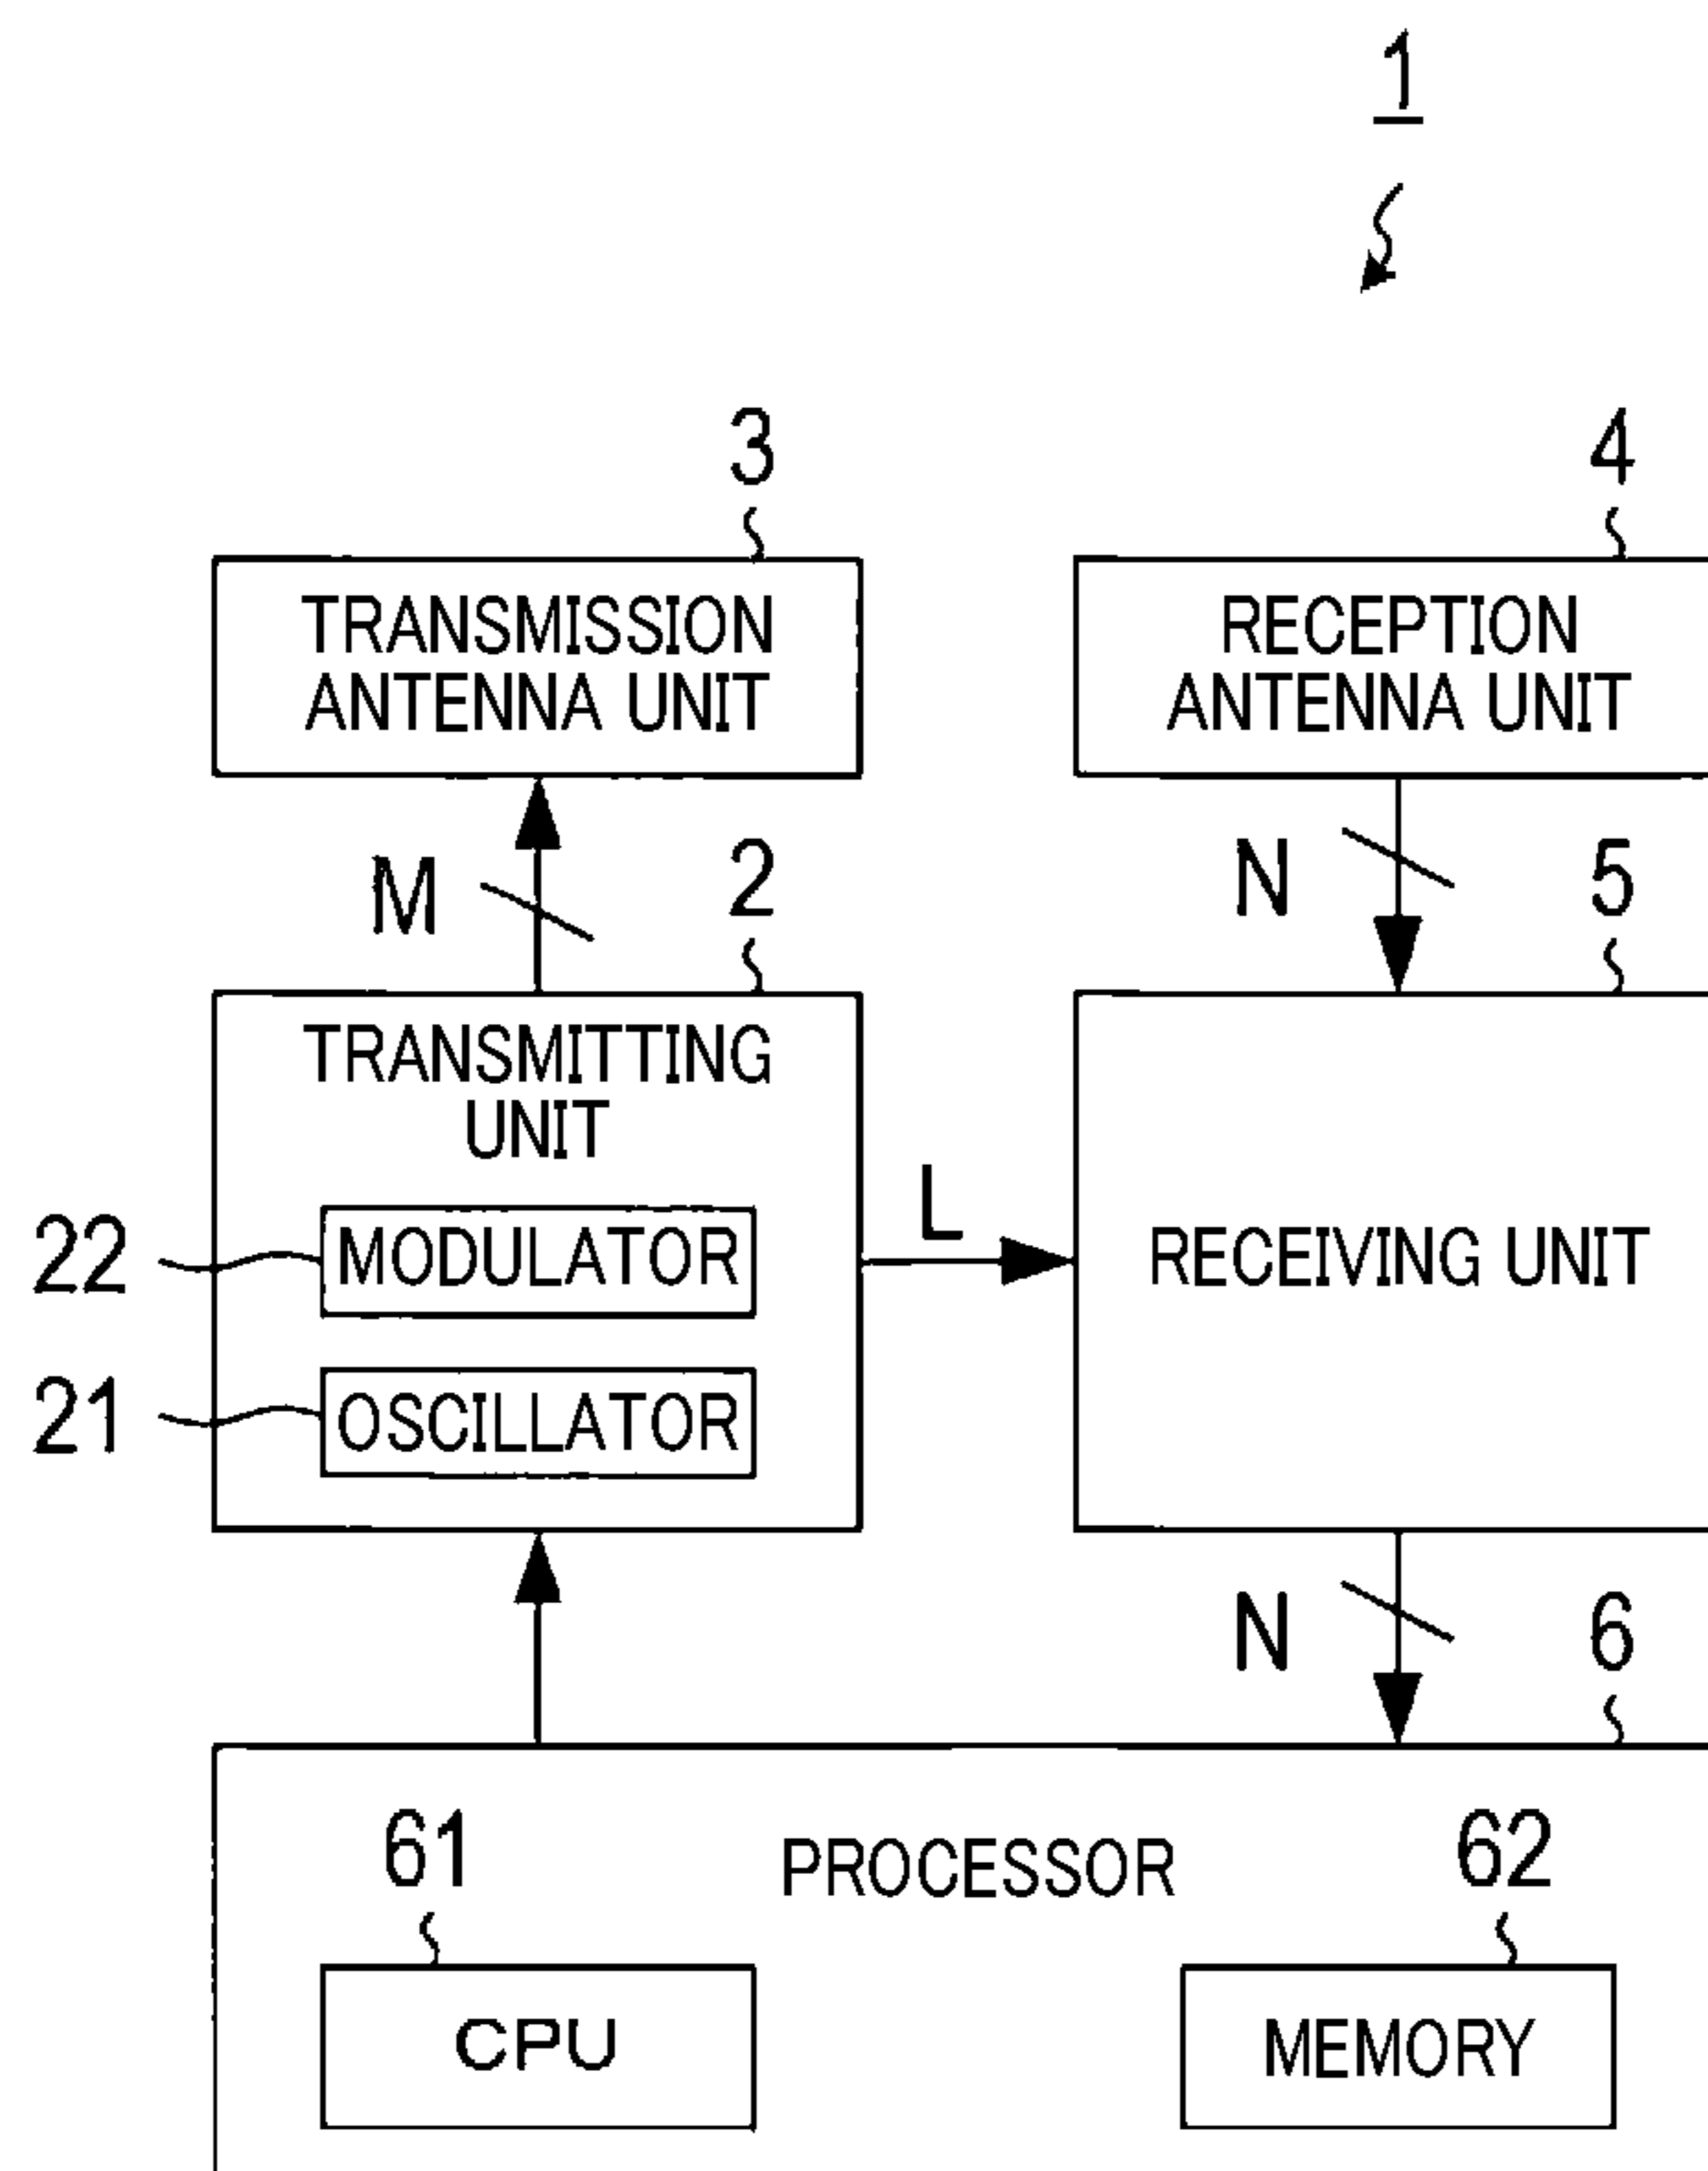 1
3
4
TRANSMISSION
ANTENNA UNIT
RECEPTION
ANTENNA UNIT
M
2
N
5
TRANSMITTING
UNIT
L
22
MODULATOR
RECEIVING UNIT
21
OSCILLATOR
N
6
61
PROCESSOR
62
CPU
MEMORY